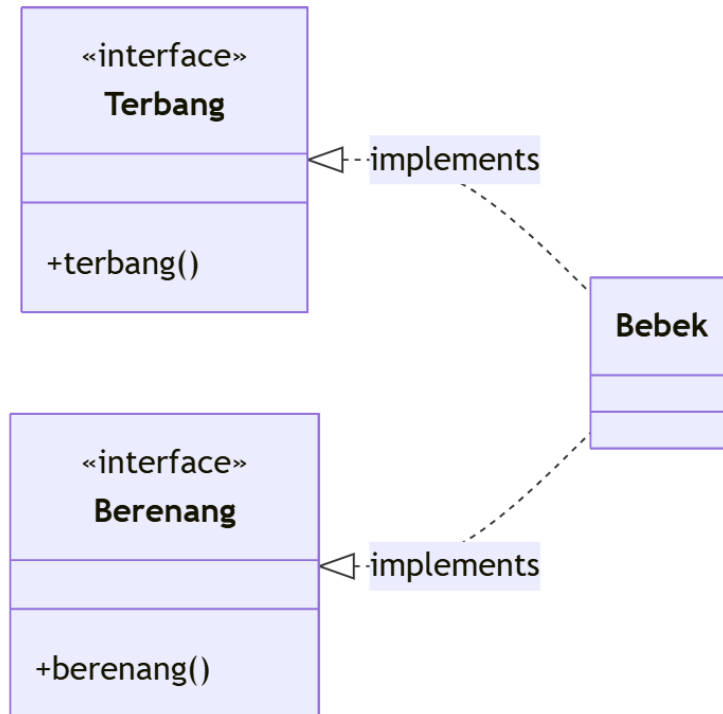 «interface»
Terbang
+terbang()
implements
Bebek
«interface»
Berenang
+berenang()
implements